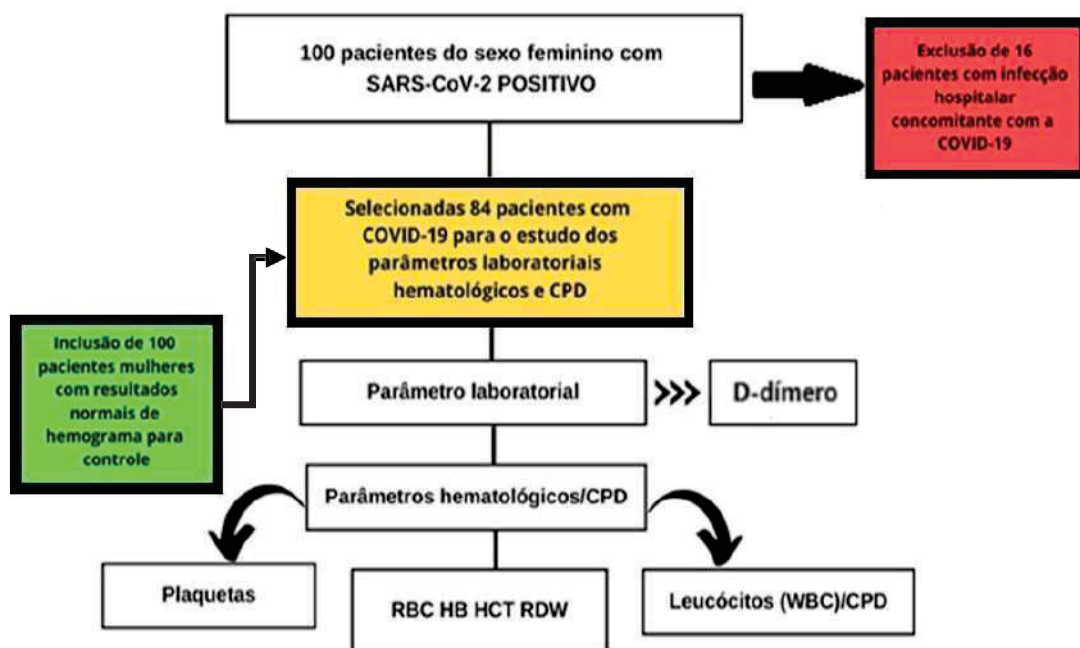 100 pacientes do sexo feminino com
SARS-CoV-2 POSITIVO
Exclusão de 16
pacientes com infecção
hospitalar
concomitante com a
COVID-19
Selecionadas 84 pacientes com
COVID-19 para o estudo dos
parâmetros laboratoriais
hematológicos e CPD
Inclusão de 100
pacientes mulheres
com resultados
normais de
hemograma para
controle
Parâmetro laboratorial
D-dímero
Parâmetros hematológicos/CPD
Plaquetas
RBC HB HCT RDW
Leucócitos (WBC)/CPD